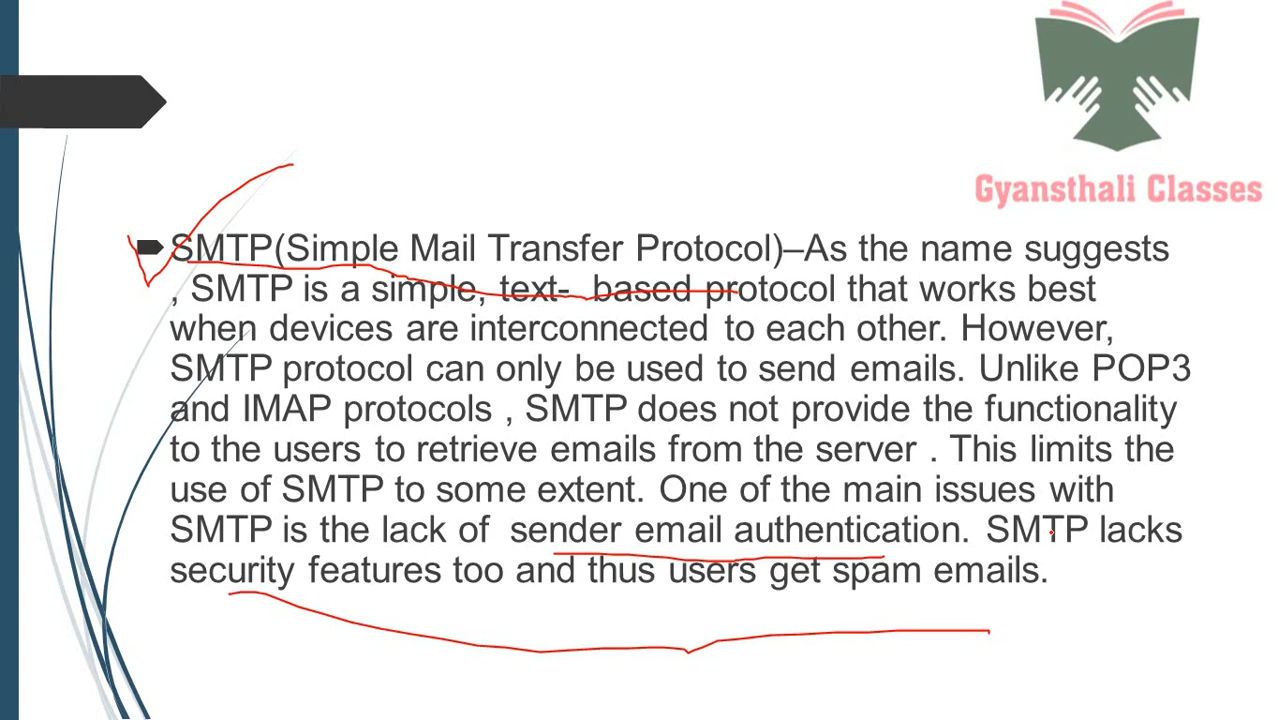 Gyansthali Classes
SMTP(Simple Mail Transfer Protocol)–As the name suggests
, SMTP is a simple, text- based protocol that works best
when devices are interconnected to each other. However,
SMTP protocol can only be used to send emails. Unlike POP3
and IMAP protocols , SMTP does not provide the functionality
to the users to retrieve emails from the server . This limits the
use of SMTP to some extent. One of the main issues with
SMTP is the lack of sender email authentication. SMTP lacks
security features too and thus users get spam emails.